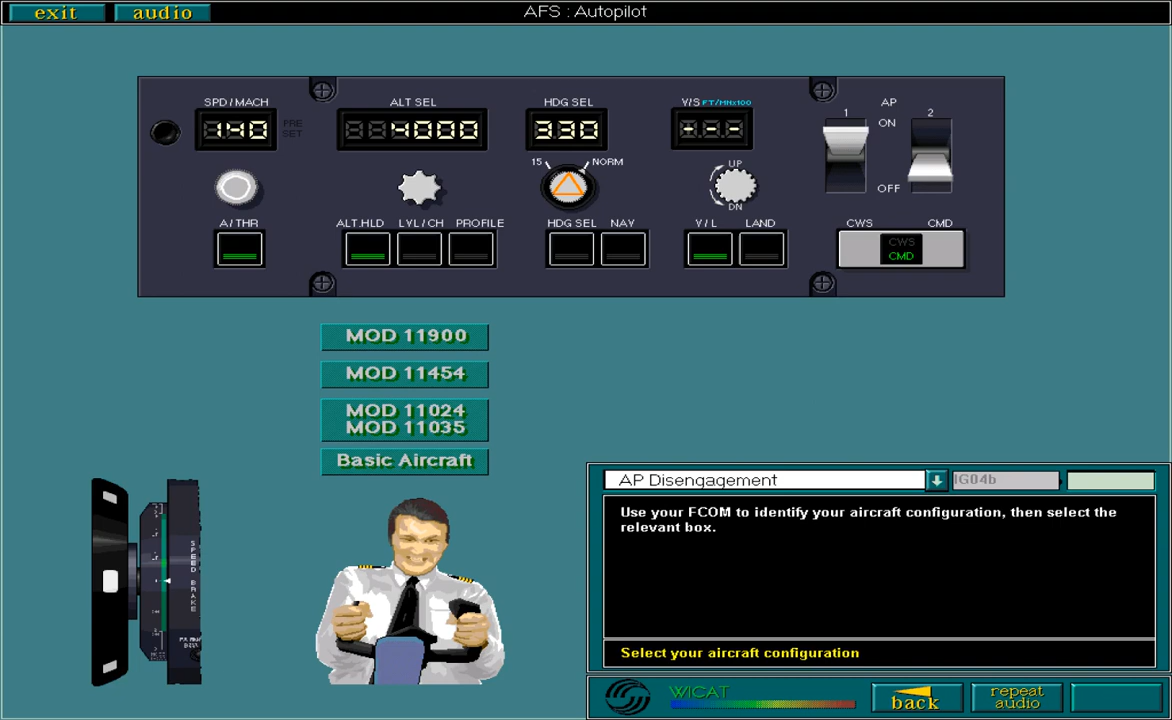 exit
audio
AFS : Autopilot
SPD / MACH
ALT SEL
HDG SEL
V/S FT/MNx100
AP
1
2
ON
OFF
140
PRE
SET
4000
330
15
NORM
UP
DN
A / THR
ALT.HLD
LVL / CH
PROFILE
HDG SEL
NAV
V / L
LAND
CWS
CMD
CWS
CMD
MOD 11900
MOD 11454
MOD 11024
MOD 11035
Basic Aircraft
SPEED BRAKE
AP Disengagement
IG04b
Use your FCOM to identify your aircraft configuration, then select the
relevant box.
Select your aircraft configuration
WICAT
back
repeat
audio